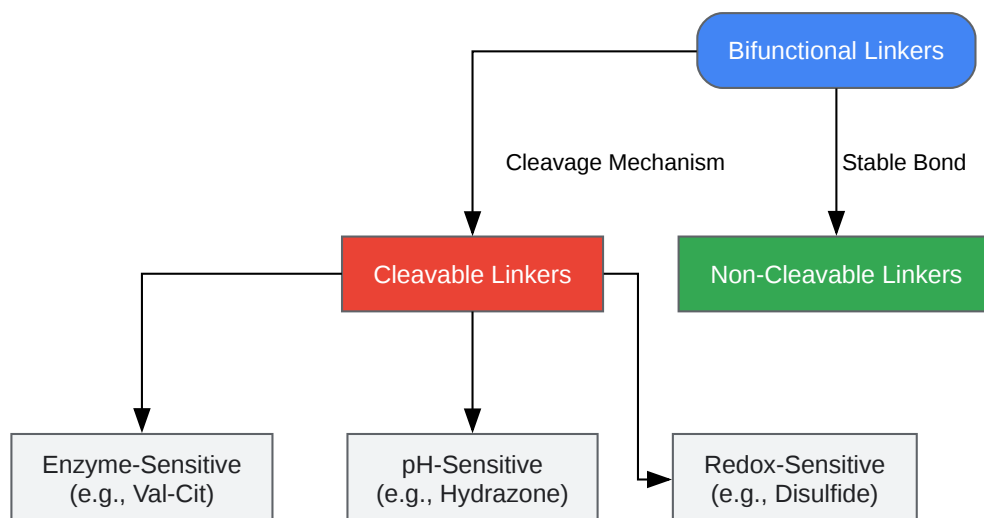 Bifunctional Linkers
Cleavage Mechanism
Stable Bond
Cleavable Linkers
Non-Cleavable Linkers
Enzyme-Sensitive
(e.g., Val-Cit)
pH-Sensitive
(e.g., Hydrazone)
Redox-Sensitive
(e.g., Disulfide)